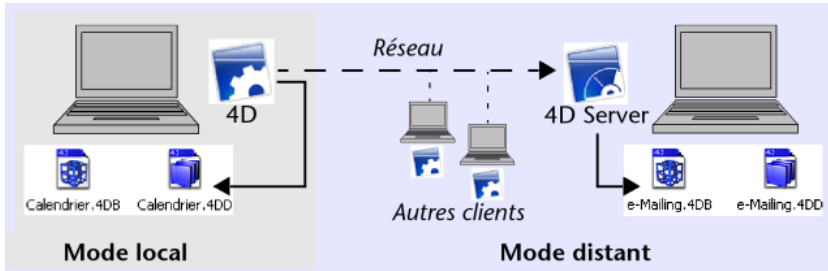 Réseau
4D
4D Server
Calendrier.4DB
Calendrier.4DD
Autres clients
e-Mailing.4DB
e-Mailing.4DD
Mode local
Mode distant